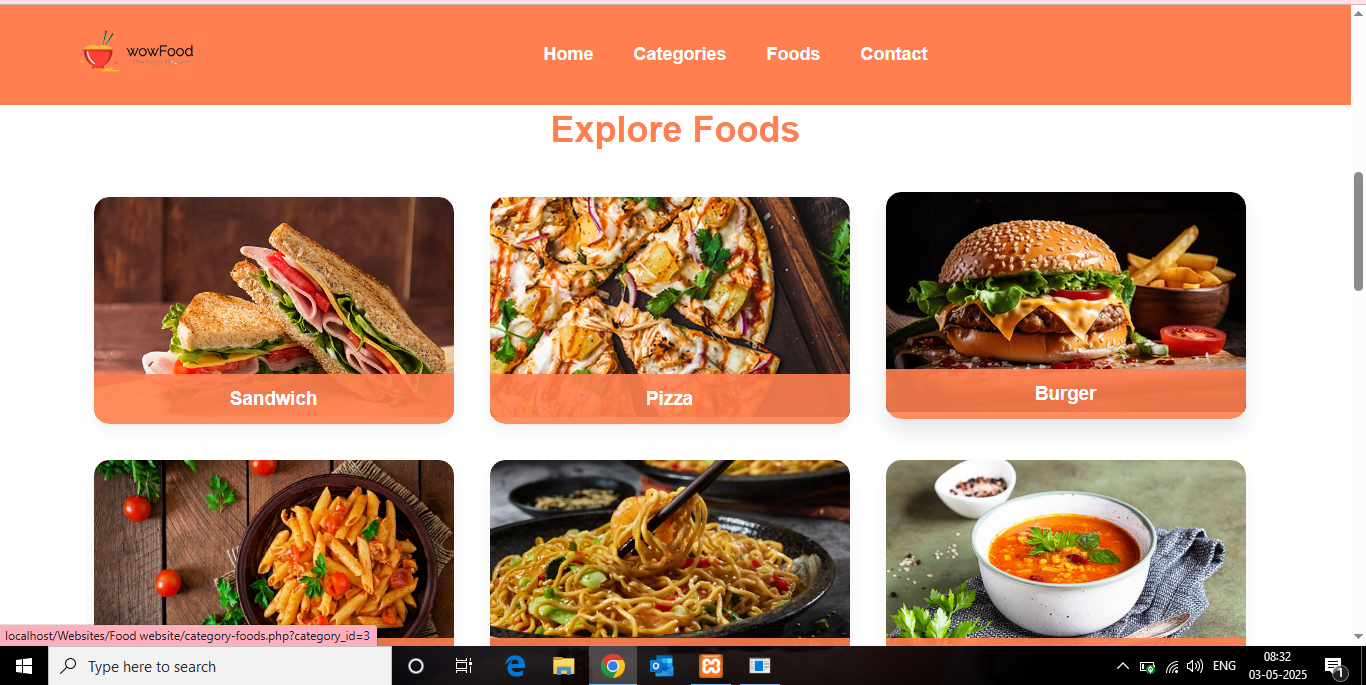 wowFood
Home Categories Foods Contact
Explore Foods
Sandwich Pizza Burger
localhost/Websites/Food website/category-foods.php?category_id=3
Type here to search
ENG
08:32
03-05-2025
1